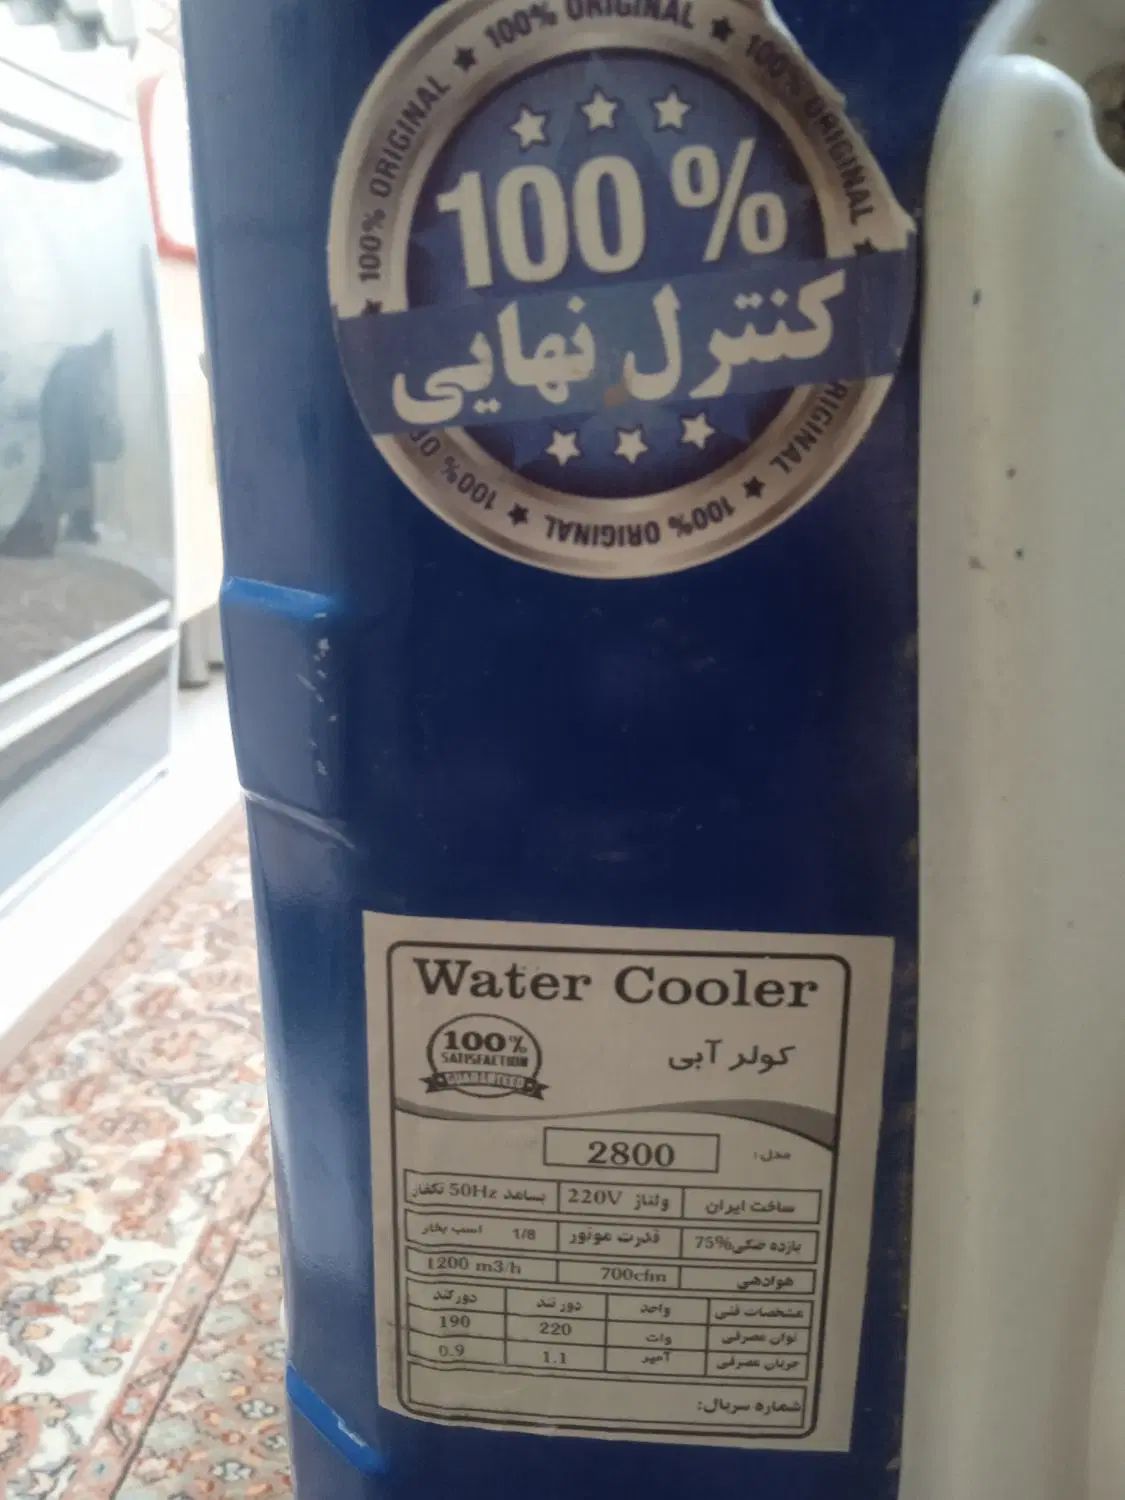 100% ORIGINAL ★ 100% ORIGINAL ★ 100% ORIGINAL
100 %
کنترل نهایی
100% ORIGINAL ★ 100% ORIGINAL
Water Cooler
100%
SATISFACTION
GUARANTEED
کولر آبی
مدل: 2800
ساخت ایران ولتاژ 220V بسامد 50Hz تکفاز
بازده خنکی 75% قدرت موتور 1/8 اسب بخار
هوادهی 700cfm 1200 m3/h
مشخصات فنی واحد دور تند دور کند
توان مصرفی وات 220 190
جریان مصرفی آمپر 1.1 0.9
شماره سریال: